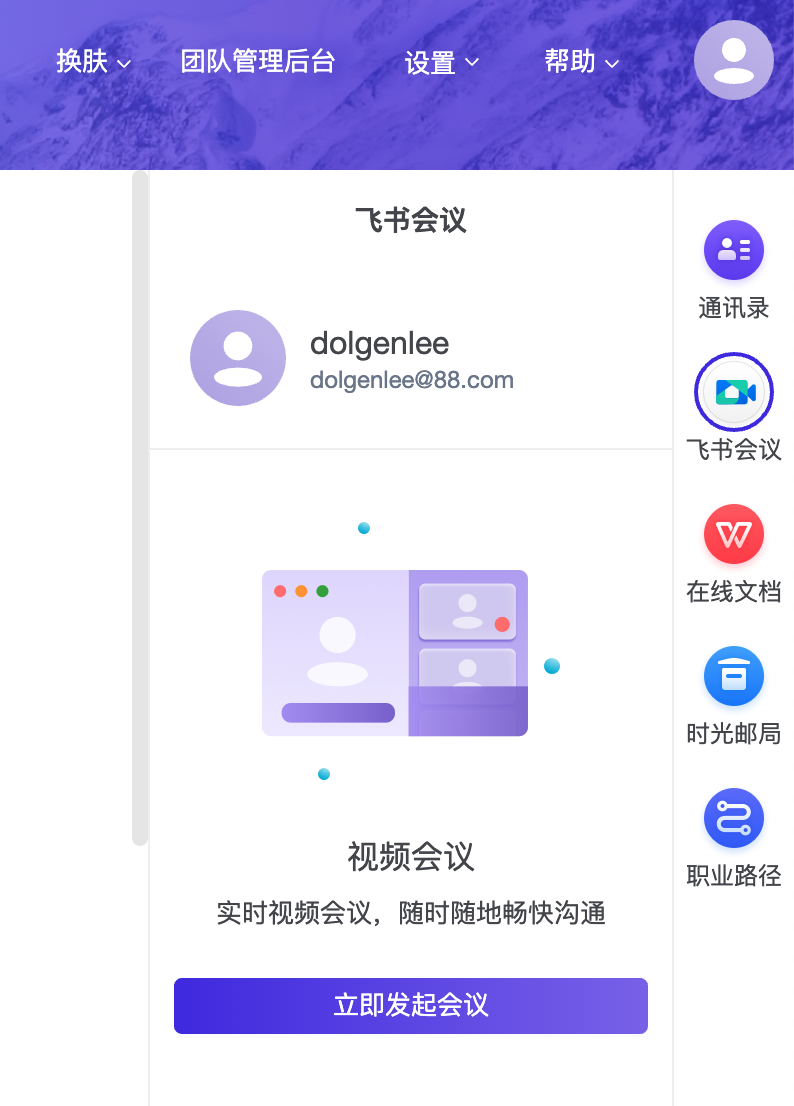 换肤
团队管理后台
设置
帮助
飞书会议
dolgenlee
dolgenlee@88.com
视频会议
实时视频会议，随时随地畅快沟通
立即发起会议
通讯录
飞书会议
在线文档
时光邮局
职业路径